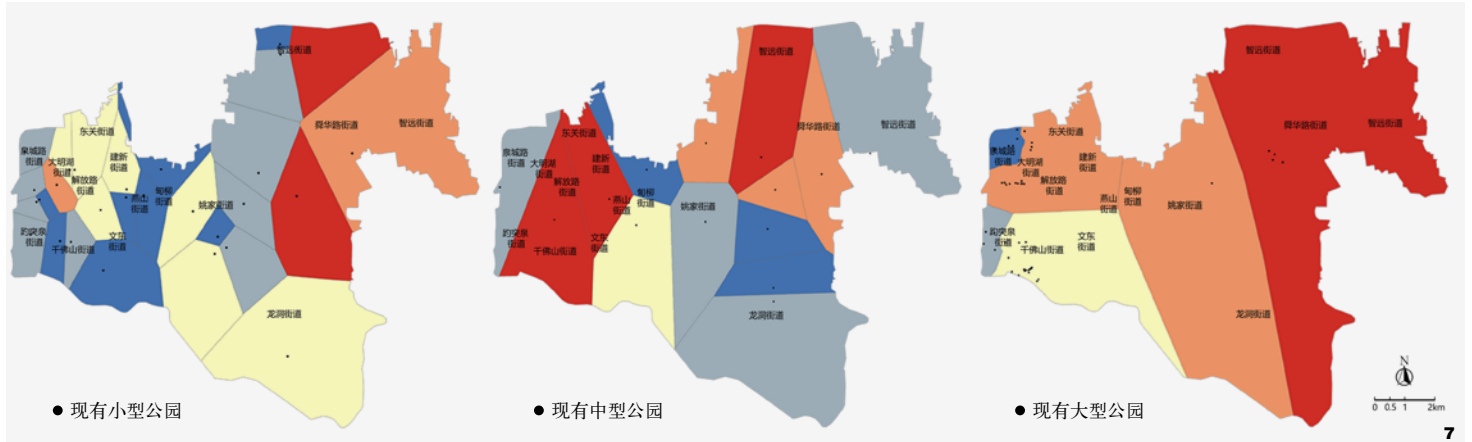 智远街道
舜华路街道
智远街道
东关街道
泉城路
街道
大明湖
街道
建新
街道
解放路
街道
燕山
街道
甸柳
街道
姚家街道
趵突泉
街道
千佛山街道
文东
街道
龙洞街道
现有小型公园
智远街道
舜华路街道
智远街道
东关街道
泉城路
街道
大明湖
街道
建新
街道
解放路
街道
燕山
街道
甸柳
街道
姚家街道
趵突泉
街道
千佛山街道
文东
街道
龙洞街道
现有中型公园
智远街道
舜华路街道
智远街道
东关街道
泉城路
街道
大明湖
街道
建新
街道
解放路
街道
燕山
街道
甸柳
街道
姚家街道
趵突泉
街道
千佛山街道
文东
街道
龙洞街道
现有大型公园
N
0 0.5 1 2km
7